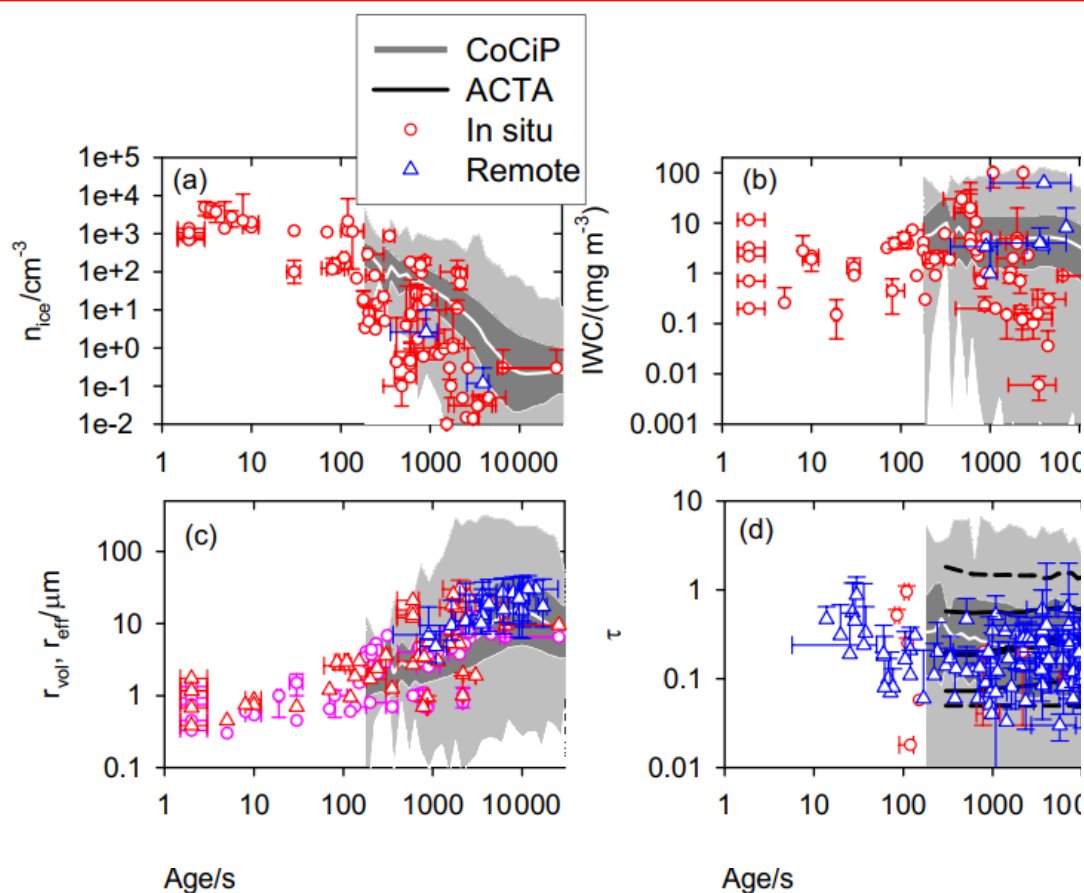 CoCiP
ACTA
In situ
Remote
(a)
1e+5
1e+4
1e+3
1e+2
1e+1
1e+0
1e-1
1e-2
n_ice/cm⁻³
1 10 100 1000 10000
(b)
100
10
1
0.1
0.01
0.001
IWC/(mg m⁻³)
1 10 100 1000
(c)
100
10
1
0.1
r_vol, r_eff/μm
1 10 100 1000 10000
Age/s
(d)
10
1
0.1
0.01
τ
1 10 100 1000
Age/s